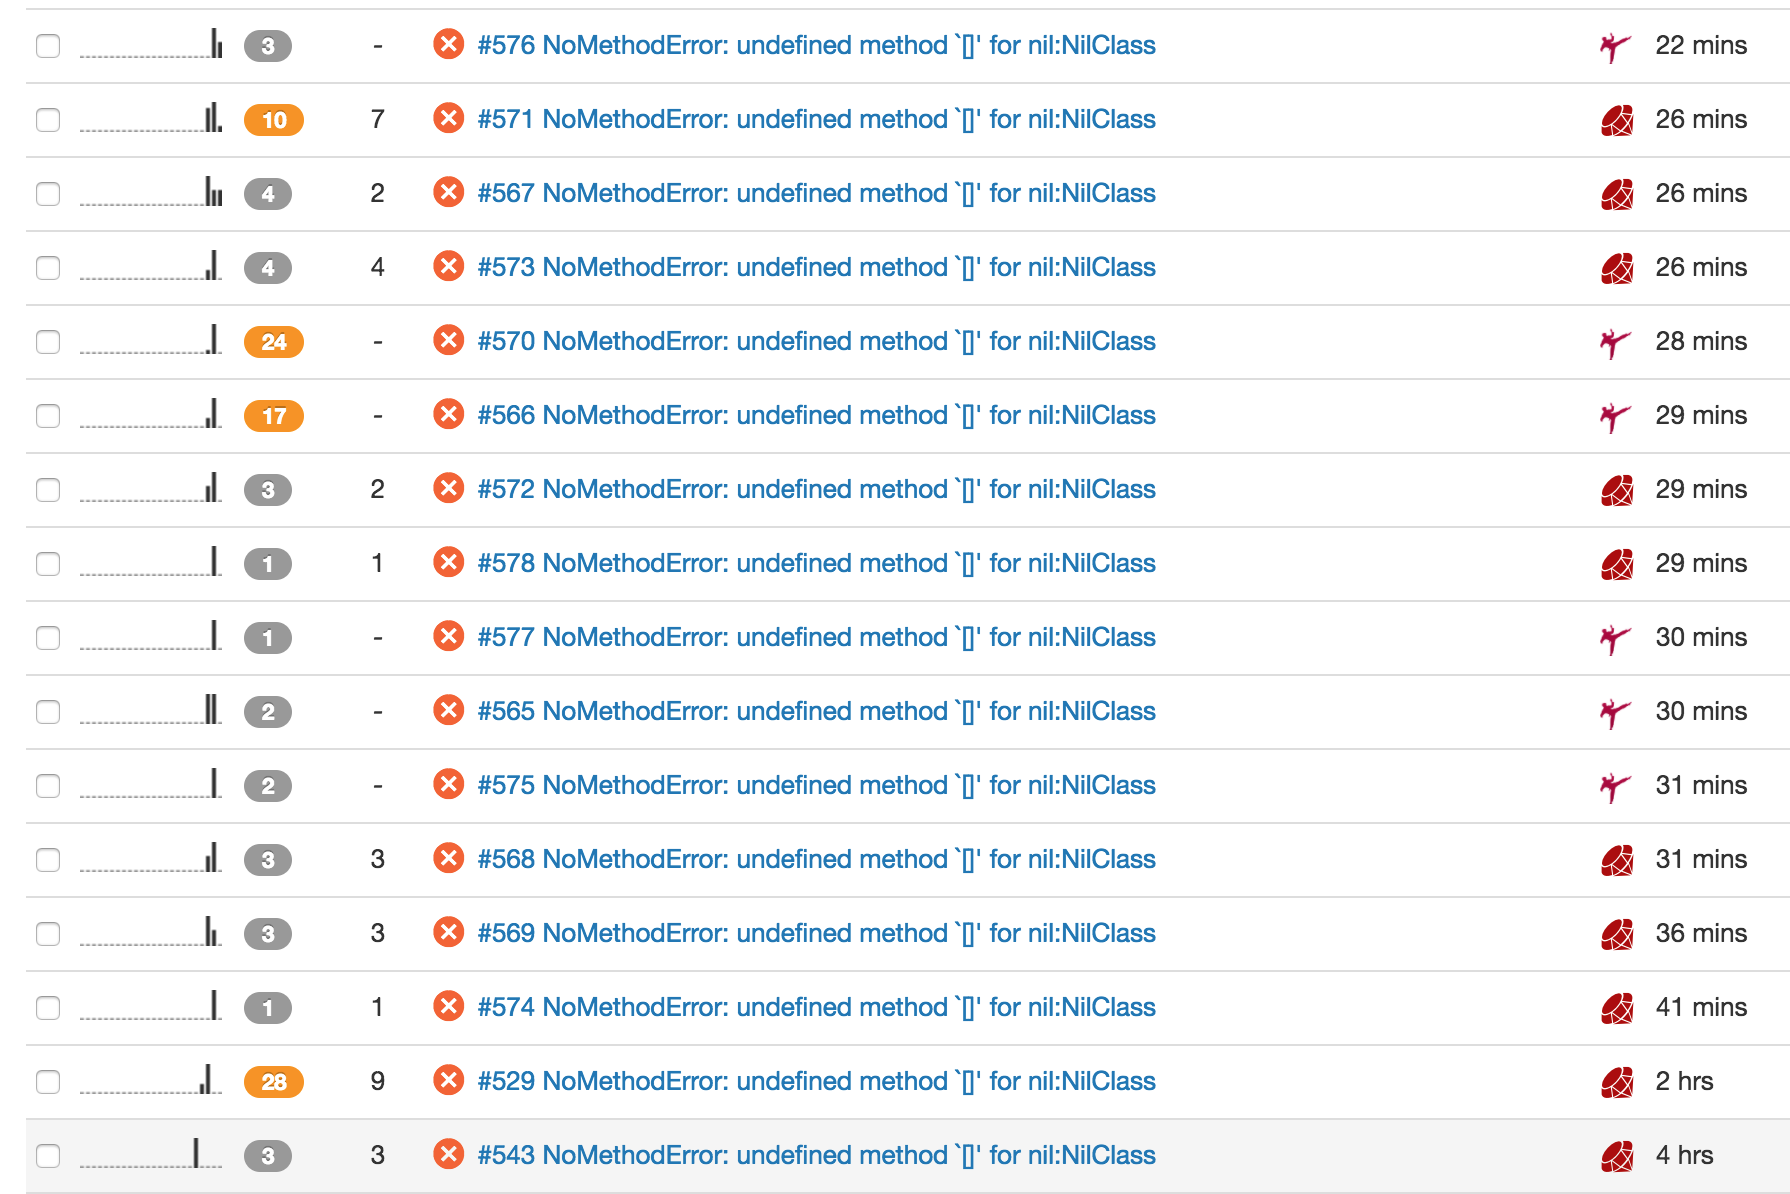 3 - #576 NoMethodError: undefined method `[]' for nil:NilClass 22 mins
10 7 #571 NoMethodError: undefined method `[]' for nil:NilClass 26 mins
4 2 #567 NoMethodError: undefined method `[]' for nil:NilClass 26 mins
4 4 #573 NoMethodError: undefined method `[]' for nil:NilClass 26 mins
24 - #570 NoMethodError: undefined method `[]' for nil:NilClass 28 mins
17 - #566 NoMethodError: undefined method `[]' for nil:NilClass 29 mins
3 2 #572 NoMethodError: undefined method `[]' for nil:NilClass 29 mins
1 1 #578 NoMethodError: undefined method `[]' for nil:NilClass 29 mins
1 - #577 NoMethodError: undefined method `[]' for nil:NilClass 30 mins
2 - #565 NoMethodError: undefined method `[]' for nil:NilClass 30 mins
2 - #575 NoMethodError: undefined method `[]' for nil:NilClass 31 mins
3 3 #568 NoMethodError: undefined method `[]' for nil:NilClass 31 mins
3 3 #569 NoMethodError: undefined method `[]' for nil:NilClass 36 mins
1 1 #574 NoMethodError: undefined method `[]' for nil:NilClass 41 mins
28 9 #529 NoMethodError: undefined method `[]' for nil:NilClass 2 hrs
3 3 #543 NoMethodError: undefined method `[]' for nil:NilClass 4 hrs